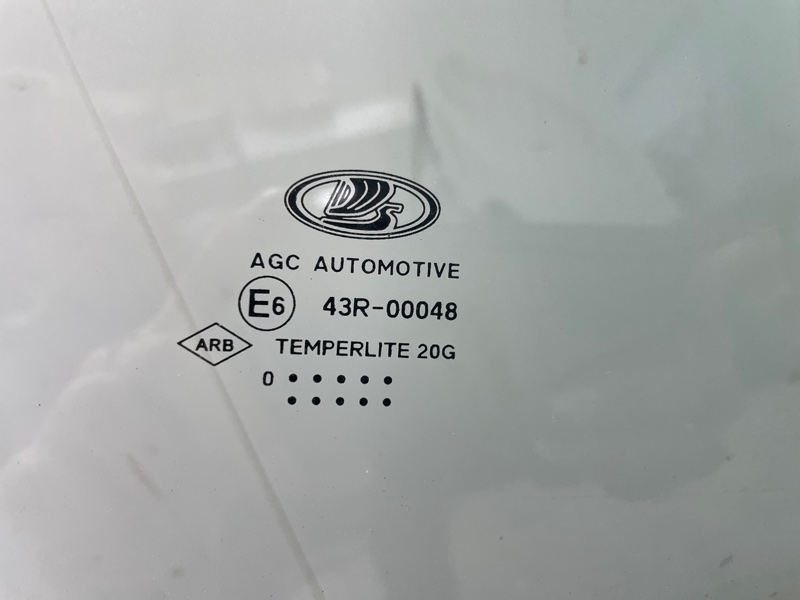 AGC AUTOMOTIVE
E6 43R-00048
ARB TEMPERLITE 20G
0 • • • • •
• • • • •